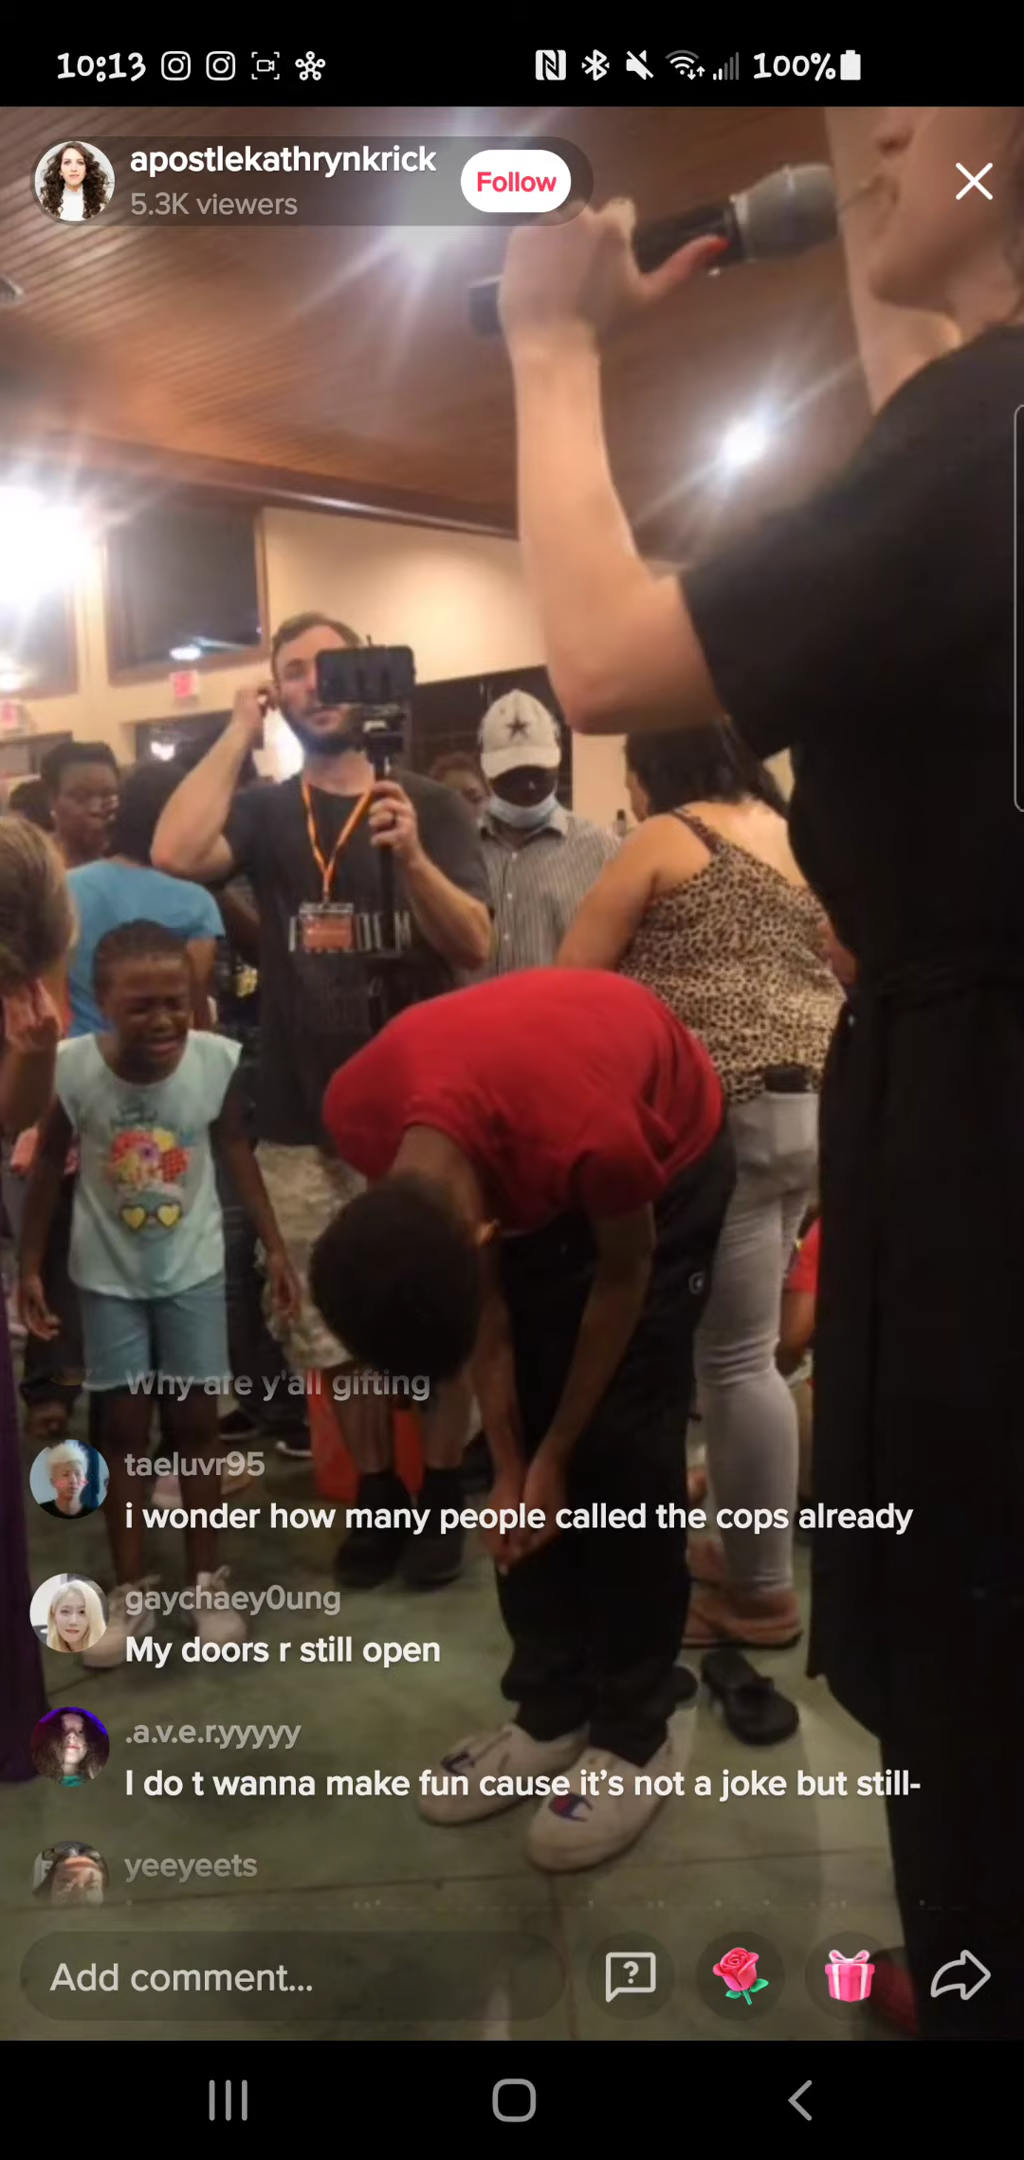 10:13
100%
apostlekathrynkrick
5.3K viewers
Follow
Why are y'all gifting
taeluvr95
i wonder how many people called the cops already
gaychaey0ung
My doors r still open
.a.v.e.r.yyyyy
I do t wanna make fun cause it's not a joke but still-
yeeyeets
Add comment...